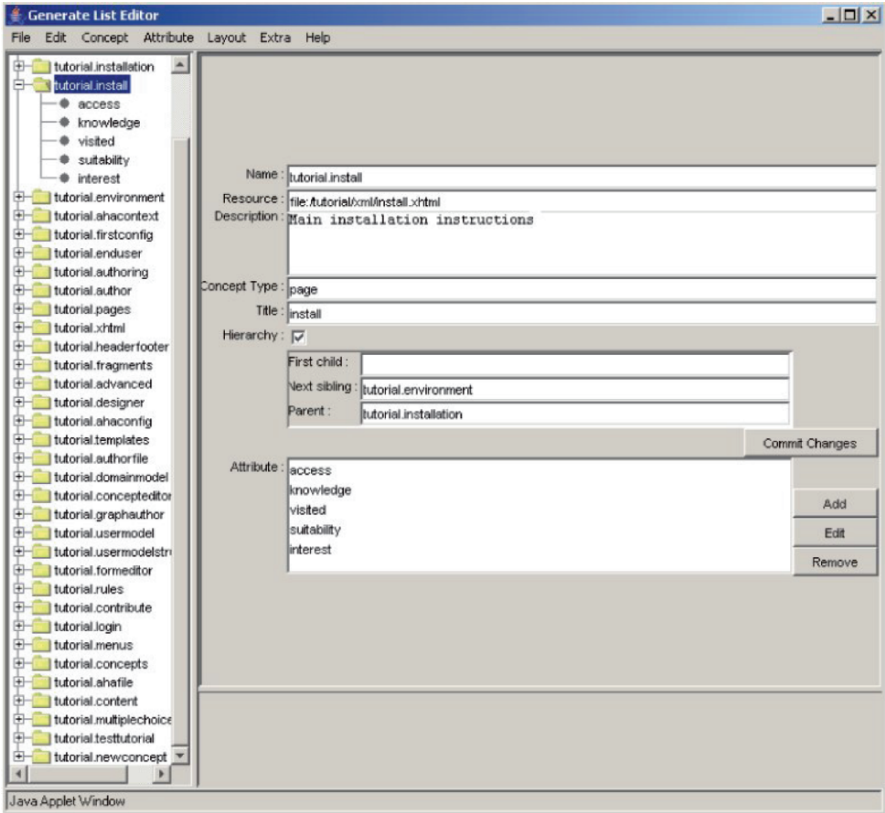 Generate List Editor
File Edit Concept Attribute Layout Extra Help
tutorial.installation
tutorial.install
access
knowledge
visited
suitability
interest
tutorial.environment
tutorial.ahacontext
tutorial.firstconfig
tutorial.enduser
tutorial.authoring
tutorial.author
tutorial.pages
tutorial.xhtml
tutorial.headerfooter
tutorial.fragments
tutorial.advanced
tutorial.designer
tutorial.ahaconfig
tutorial.templates
tutorial.authorfile
tutorial.domainmodel
tutorial.concepteditor
tutorial.graphauthor
tutorial.usermodel
tutorial.usermodelstru
tutorial.formeditor
tutorial.rules
tutorial.contribute
tutorial.login
tutorial.menus
tutorial.concepts
tutorial.ahafile
tutorial.content
tutorial.multiplechoice
tutorial.testtutorial
tutorial.newconcept
Name : tutorial.install
Resource : file:/tutorial/xml/install.xhtml
Description : Main installation instructions
Concept Type : page
Title : install
Hierarchy :
First child :
Next sibling : tutorial.environment
Parent : tutorial.installation
Commit Changes
Attribute : access
knowledge
visited
suitability
interest
Add
Edit
Remove
Java Applet Window